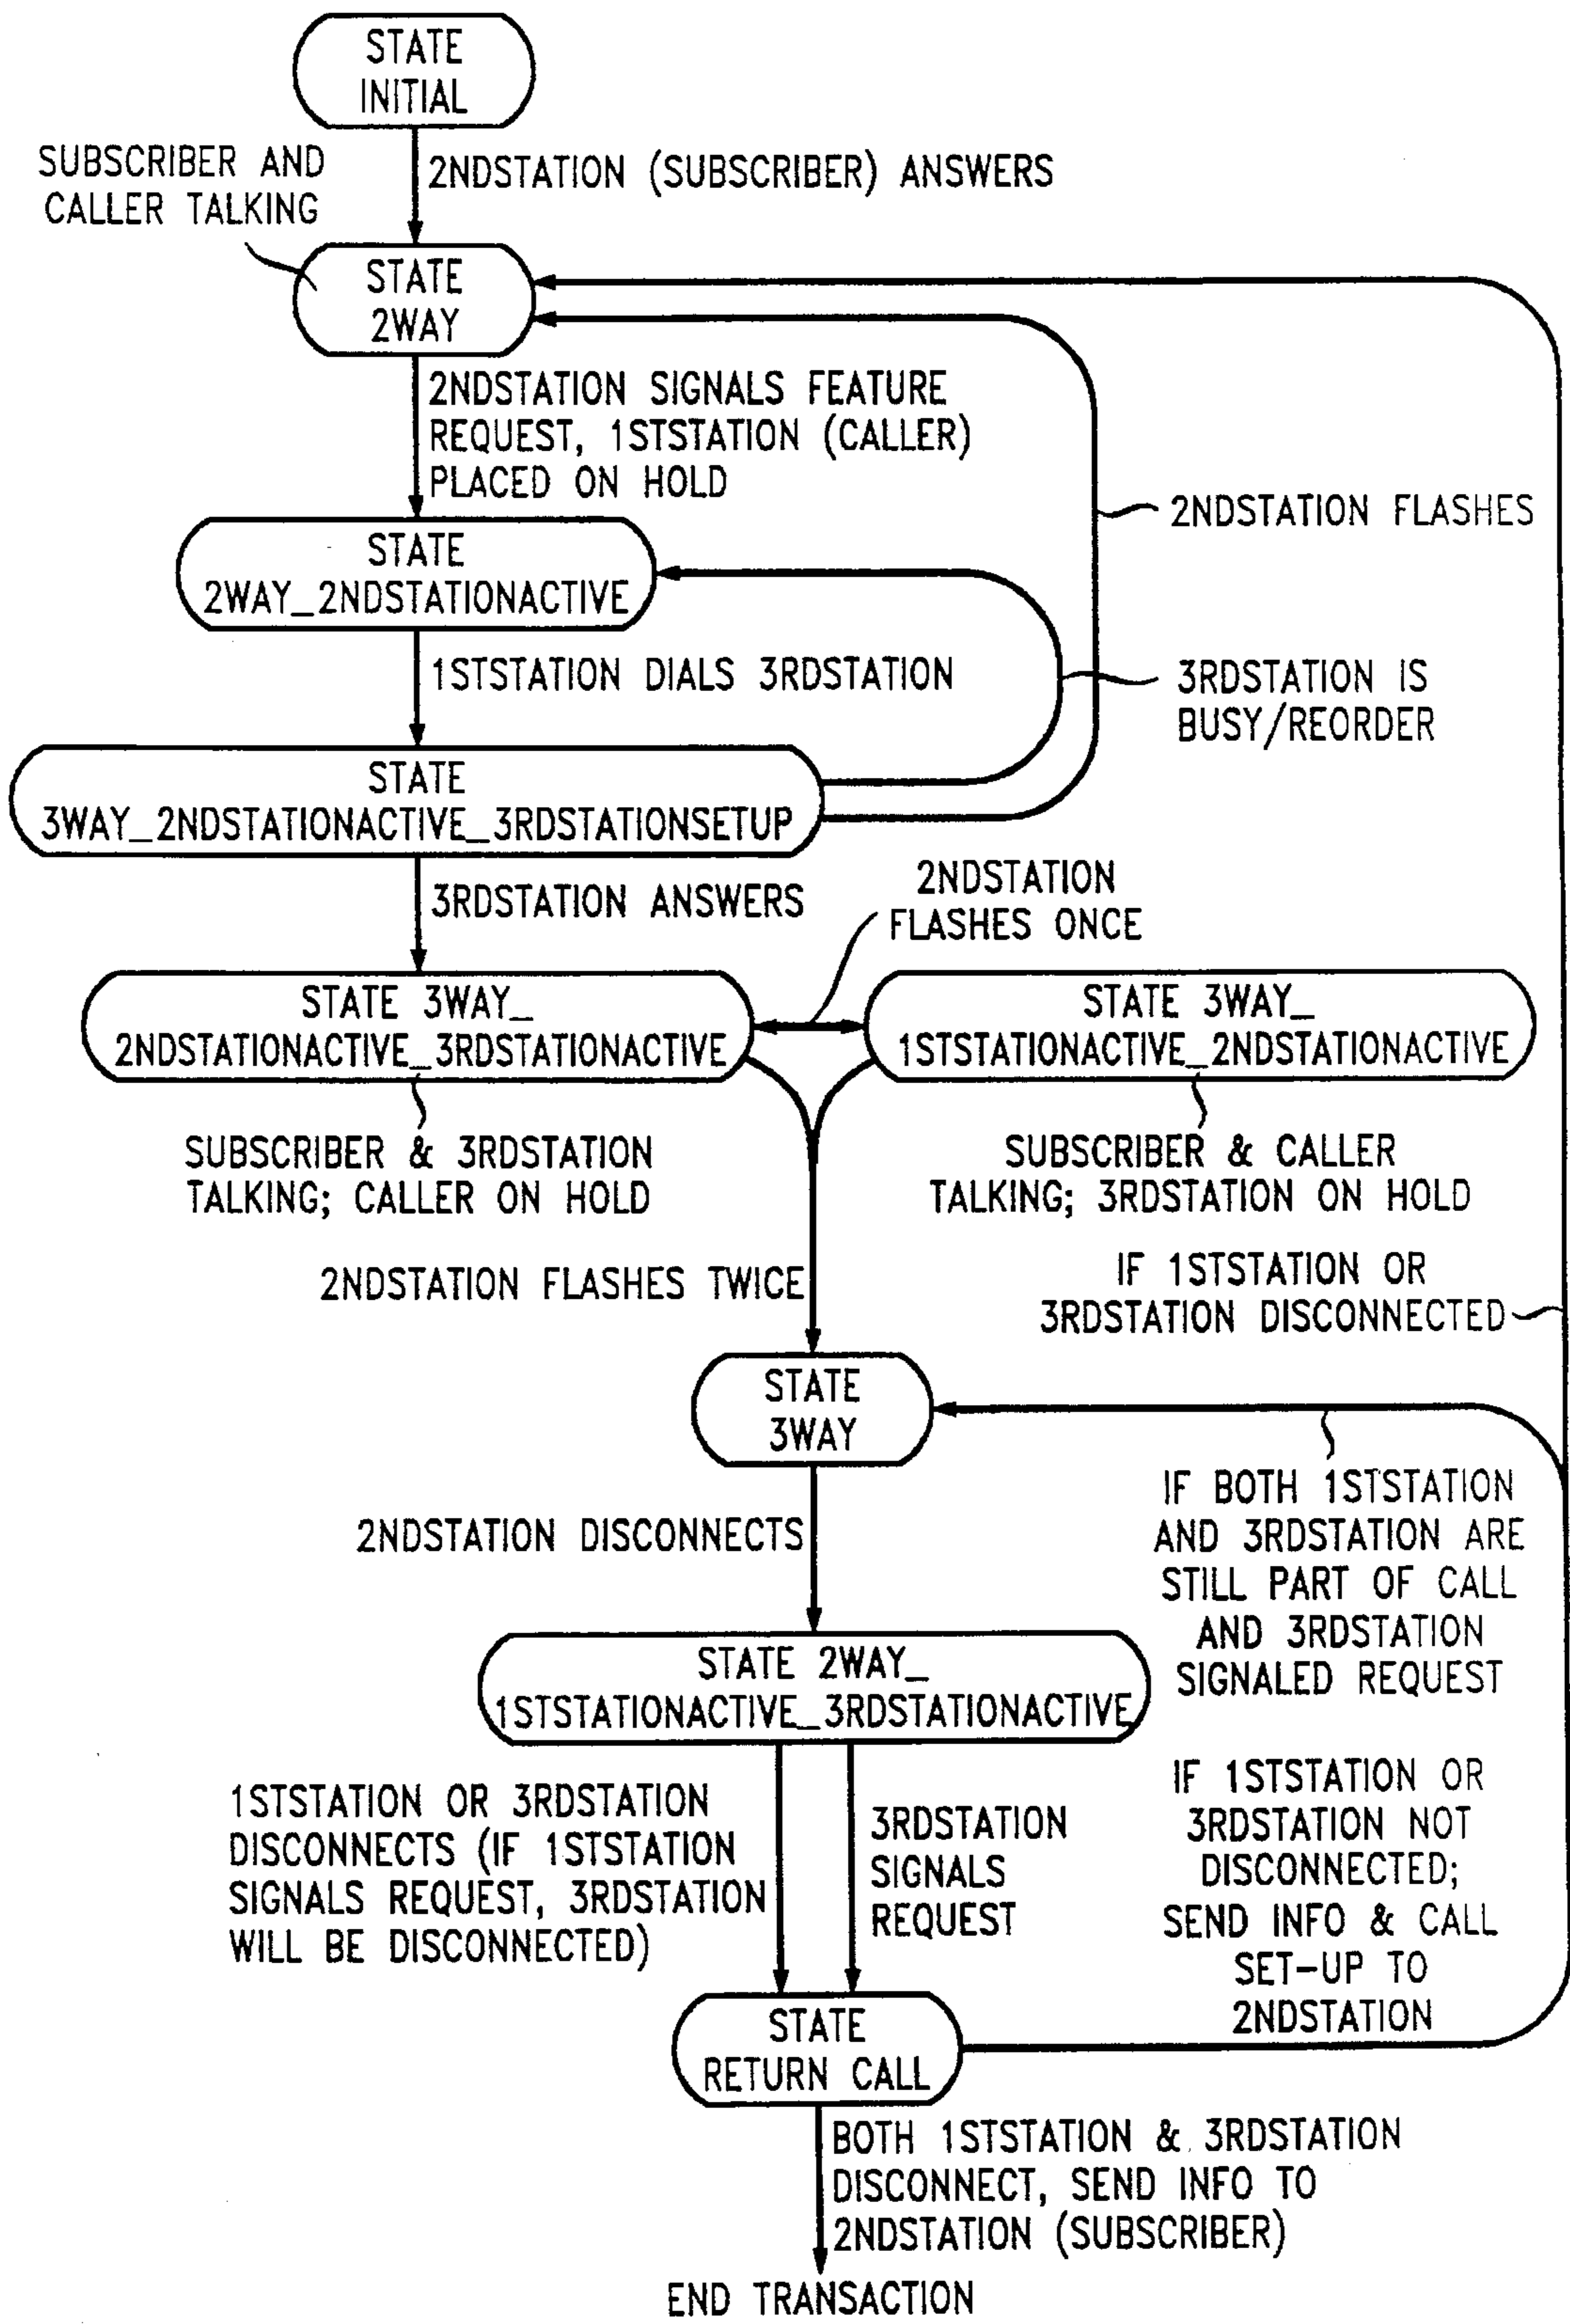 STATE
INITIAL
SUBSCRIBER AND
CALLER TALKING
2NDSTATION (SUBSCRIBER) ANSWERS
STATE
2WAY
2NDSTATION SIGNALS FEATURE
REQUEST, 1STSTATION (CALLER)
PLACED ON HOLD
2NDSTATION FLASHES
STATE
2WAY_2NDSTATIONACTIVE
1STSTATION DIALS 3RDSTATION
3RDSTATION IS
BUSY/REORDER
STATE
3WAY_2NDSTATIONACTIVE_3RDSTATIONSETUP
3RDSTATION ANSWERS
2NDSTATION
FLASHES ONCE
STATE 3WAY_
2NDSTATIONACTIVE_3RDSTATIONACTIVE
STATE 3WAY_
1STSTATIONACTIVE_2NDSTATIONACTIVE
SUBSCRIBER & 3RDSTATION
TALKING; CALLER ON HOLD
SUBSCRIBER & CALLER
TALKING; 3RDSTATION ON HOLD
2NDSTATION FLASHES TWICE
IF 1STSTATION OR
3RDSTATION DISCONNECTED
STATE
3WAY
2NDSTATION DISCONNECTS
IF BOTH 1STSTATION
AND 3RDSTATION ARE
STILL PART OF CALL
AND 3RDSTATION
SIGNALED REQUEST
STATE 2WAY_
1STSTATIONACTIVE_3RDSTATIONACTIVE
1STSTATION OR 3RDSTATION
DISCONNECTS (IF 1STSTATION
SIGNALS REQUEST, 3RDSTATION
WILL BE DISCONNECTED)
3RDSTATION
SIGNALS
REQUEST
IF 1STSTATION OR
3RDSTATION NOT
DISCONNECTED;
SEND INFO & CALL
SET-UP TO
2NDSTATION
STATE
RETURN CALL
BOTH 1STSTATION & 3RDSTATION
DISCONNECT, SEND INFO TO
2NDSTATION (SUBSCRIBER)
END TRANSACTION